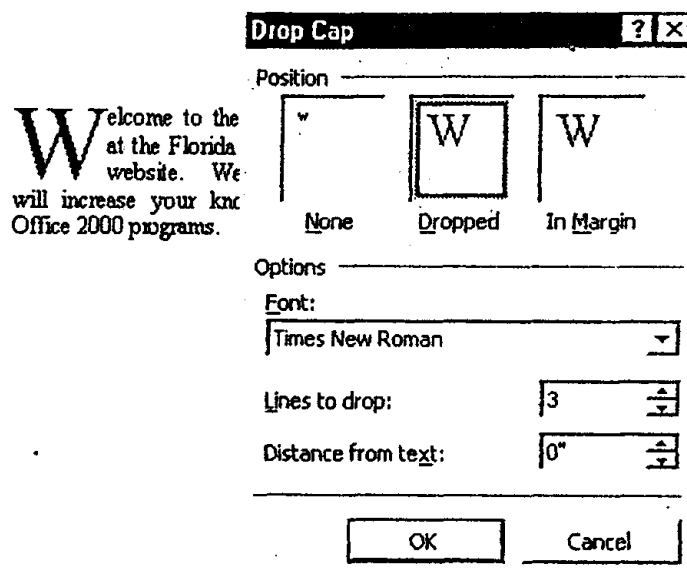 Drop Cap ? ×
Position
W W W
None Dropped In Margin
Welcome to the
at the Florida
website. We
will increase your knc
Office 2000 programs.
Options
Font:
Times New Roman
Lines to drop: 3
Distance from text: 0"
OK Cancel